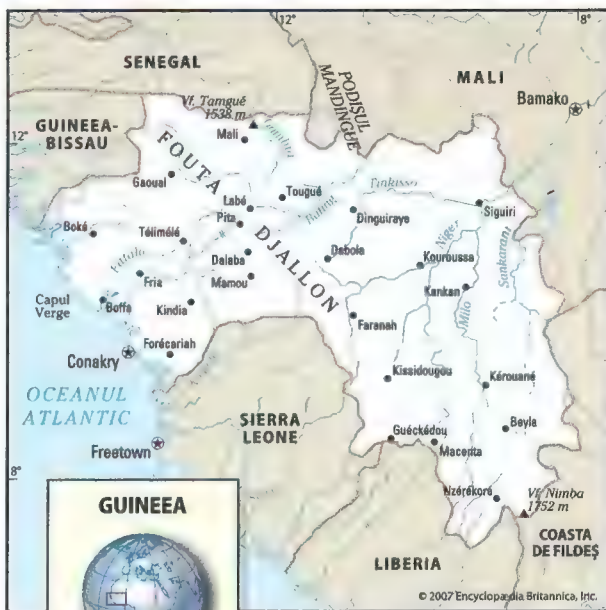 12°
8°
SENEGAL
MALI
PODIȘUL
MANDINGUE
Bamako
Vf. Tamgué
1538 m
12°
GUINEEA-
BISSAU
Mali
FOUTA DJALLON
Gaoual
Tougué
Labé
Pita
Bafing
Tinkisso
Siguiri
Dinguiraye
Boké
Télimélé
Niger
Sankarani
Dalaba
Dabola
Kouroussa
Fatala
Fria
Mamou
Kankan
Milo
Capul
Verge
Boffa
Kindia
Faranah
Forécariah
Conakry
Kissidougou
Kérouané
OCEANUL
ATLANTIC
SIERRA
LEONE
Beyla
Guéckédou
Macenta
Freetown
8°
Nzérékoré
Vf. Nimba
1752 m
GUINEEA
COASTA
DE FILDEȘ
LIBERIA
© 2007 Encyclopædia Britannica, Inc.